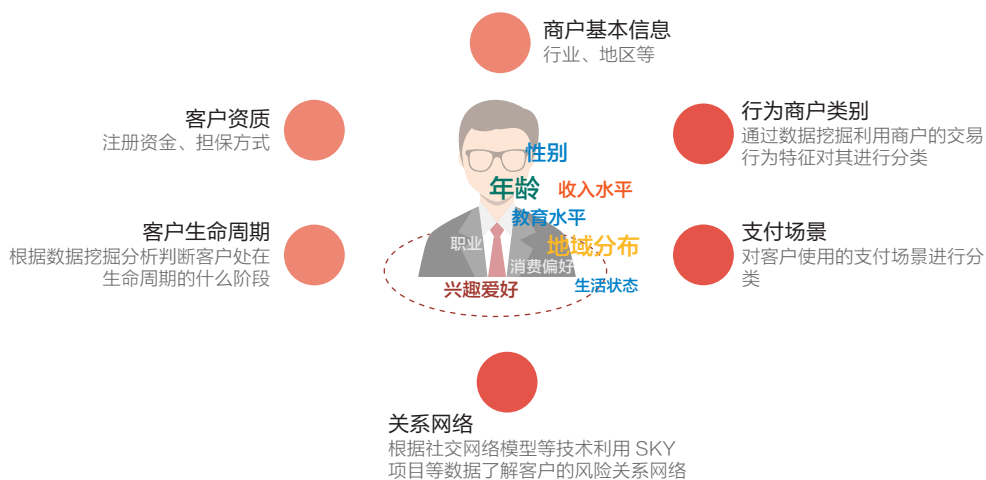 商户基本信息
行业、地区等
客户资质
注册资金、担保方式
行为商户类别
通过数据挖掘利用商户的交易
行为特征对其进行分类
性别
年龄
收入水平
教育水平
职业
地域分布
消费偏好
兴趣爱好
生活状态
客户生命周期
根据数据挖掘分析判断客户处在
生命周期的什么阶段
支付场景
对客户使用的支付场景进行分
类
关系网络
根据社交网络模型等技术利用 SKY
项目等数据了解客户的风险关系网络